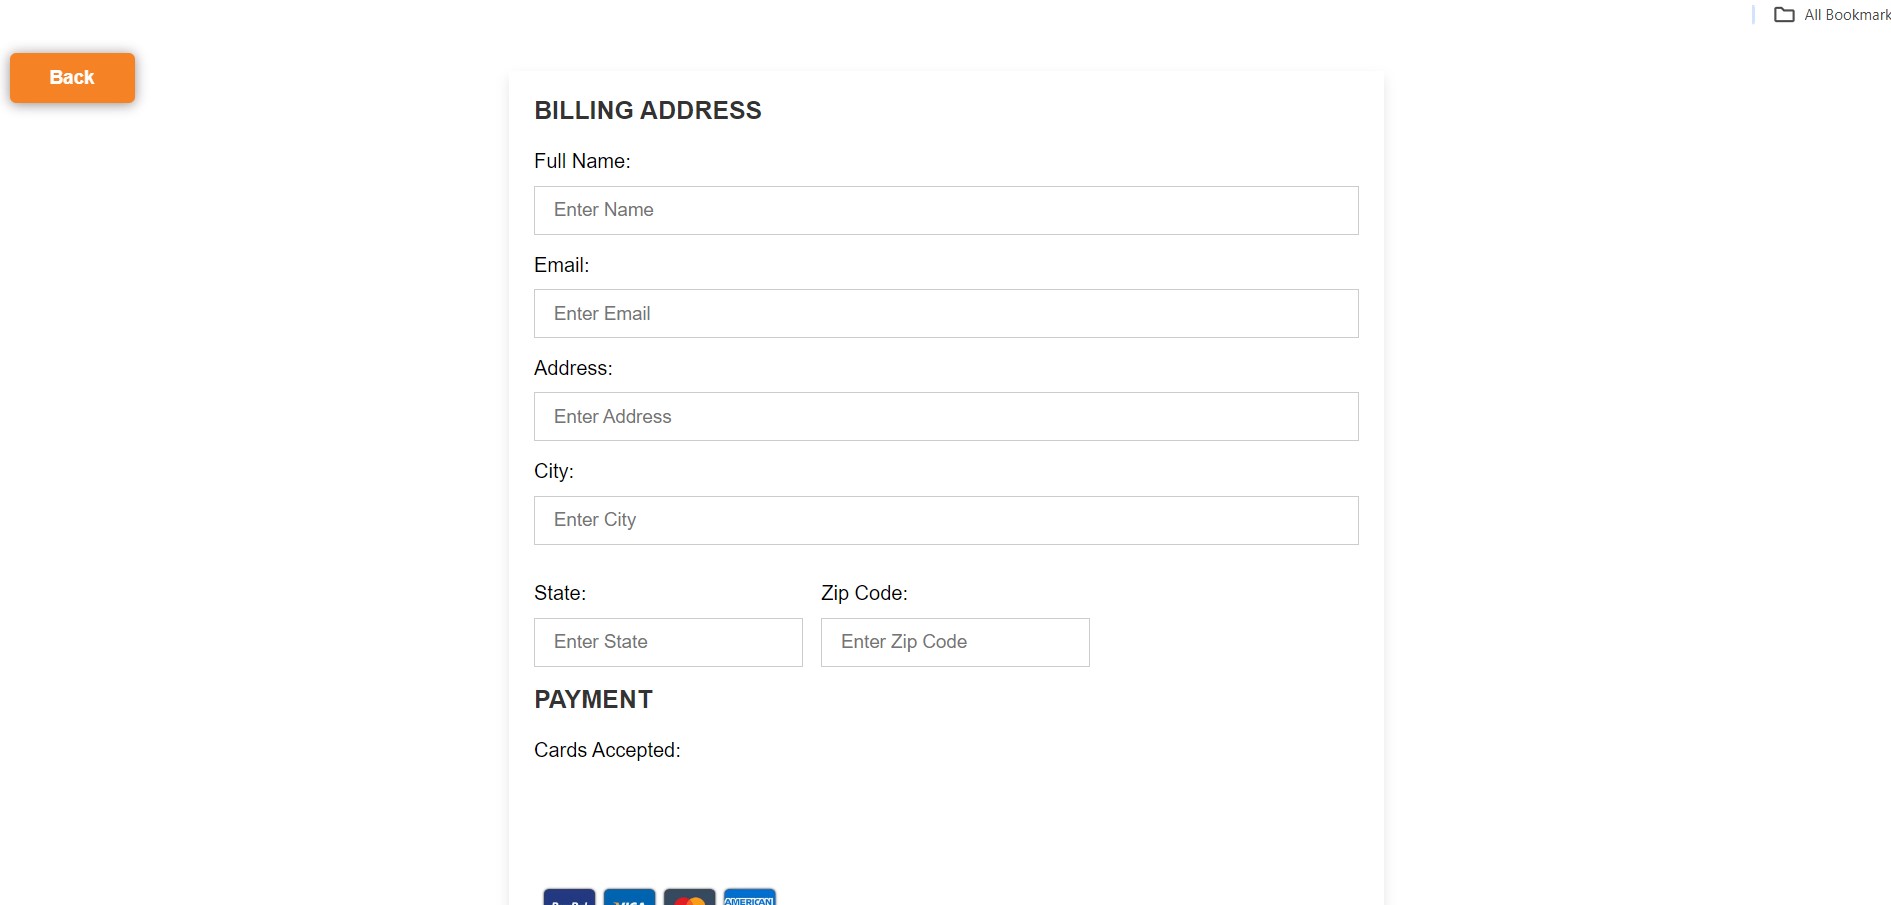 All Bookmark
Back
BILLING ADDRESS
Full Name:
Enter Name
Email:
Enter Email
Address:
Enter Address
City:
Enter City
State: Zip Code:
Enter State Enter Zip Code
PAYMENT
Cards Accepted:
AMERICAN